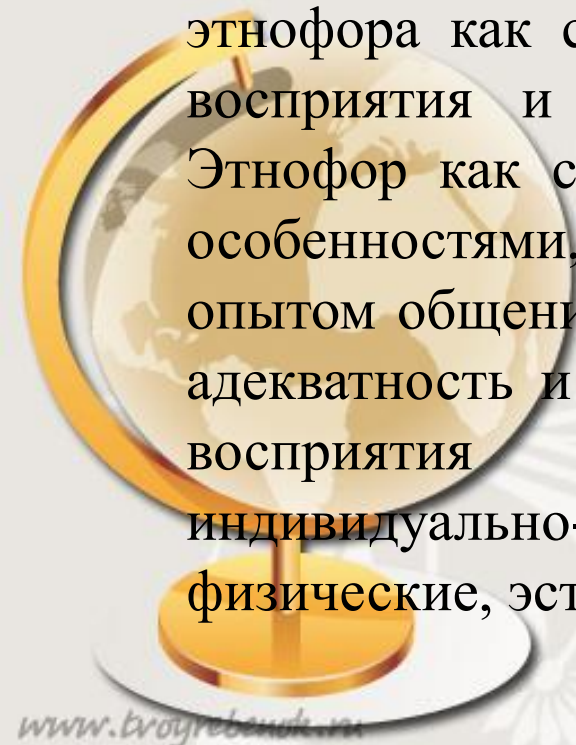 этнофора как с
восприятия и
Этнофор как с
особенностями,
опытом общени
адекватность и
восприятия
индивидуально-
физические, эст
www.tvoyrebenok.ru